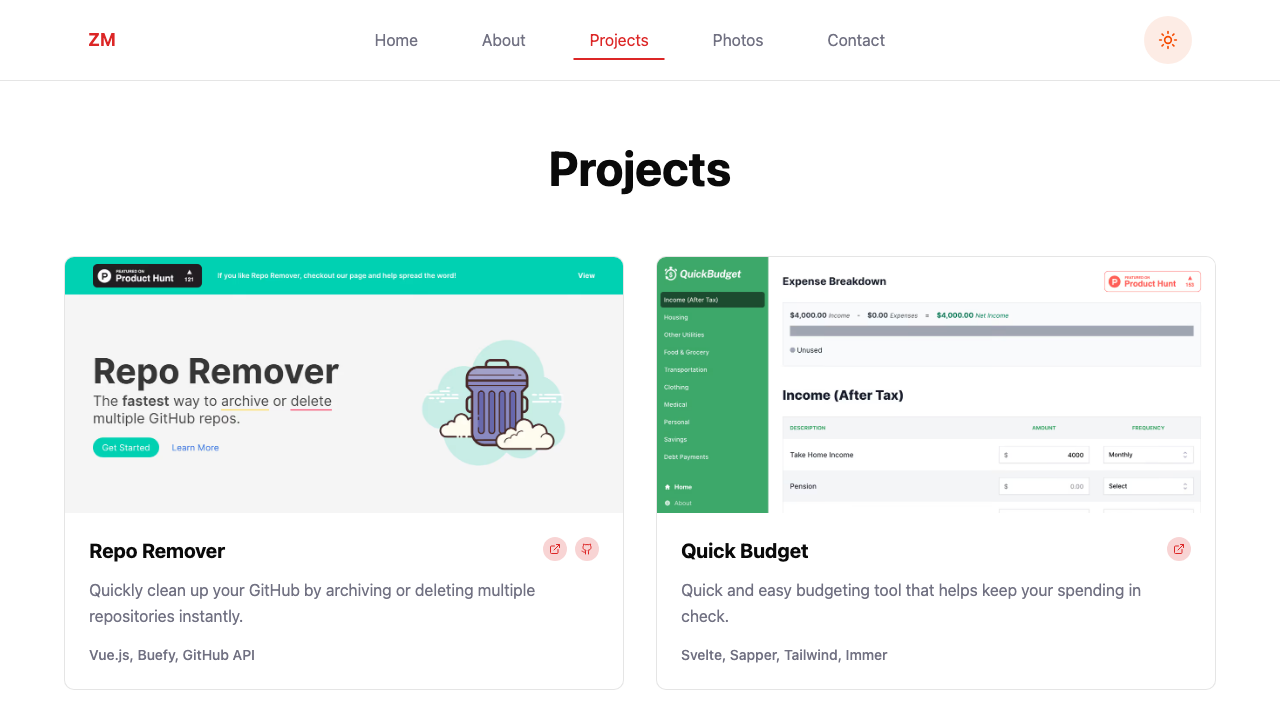 ZM
Home
About
Projects
Photos
Contact
Projects
FEATURED ON
Product Hunt
191
If you like Repo Remover, checkout our page and help spread the word!
View
Repo Remover
The fastest way to archive or delete
multiple GitHub repos.
Get Started
Learn More
QuickBudget
Income (After Tax)
Housing
Other Utilities
Food & Grocery
Transportation
Clothing
Medical
Personal
Savings
Debt Payments
Home
About
Expense Breakdown
FEATURED ON
Product Hunt
$4,000.00 Income - $0.00 Expenses = $4,000.00 Net Income
Unused
Income (After Tax)
DESCRIPTION AMOUNT FREQUENCY
Take Home Income $ 4000 Monthly
Pension $ 0.00 Select
Repo Remover
Quickly clean up your GitHub by archiving or deleting multiple
repositories instantly.
Vue.js, Buefy, GitHub API
Quick Budget
Quick and easy budgeting tool that helps keep your spending in
check.
Svelte, Sapper, Tailwind, Immer